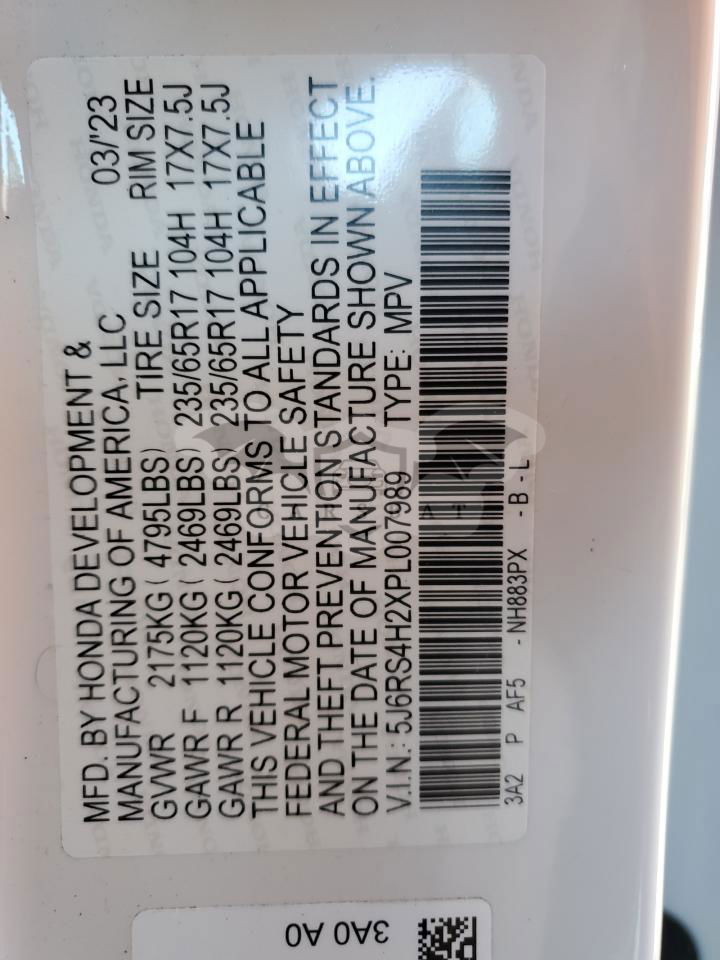 MFD. BY HONDA DEVELOPMENT &
MANUFACTURING OF AMERICA, LLC 03/'23
GVWR 2175KG ( 4795LBS) TIRE SIZE RIM SIZE
GAWR F 1120KG ( 2469LBS) 235/65R17 104H 17X7.5J
GAWR R 1120KG ( 2469LBS) 235/65R17 104H 17X7.5J
THIS VEHICLE CONFORMS TO ALL APPLICABLE
FEDERAL MOTOR VEHICLE SAFETY
AND THEFT PREVENTION STANDARDS IN EFFECT
ON THE DATE OF MANUFACTURE SHOWN ABOVE.
V.I.N.: 5J6RS4H2XPL007989 TYPE: MPV
3A2 P AF5 - NH883PX - B - L
3A0 A0